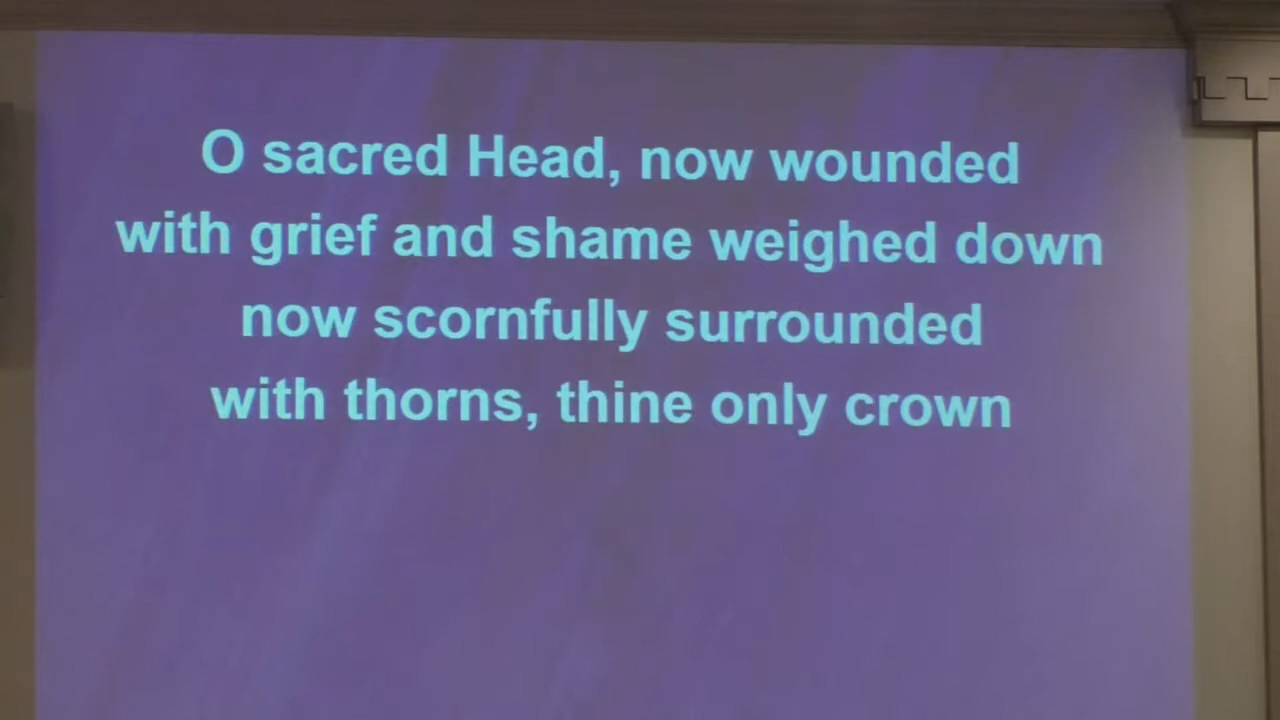 O sacred Head, now wounded
with grief and shame weighed down
now scornfully surrounded
with thorns, thine only crown